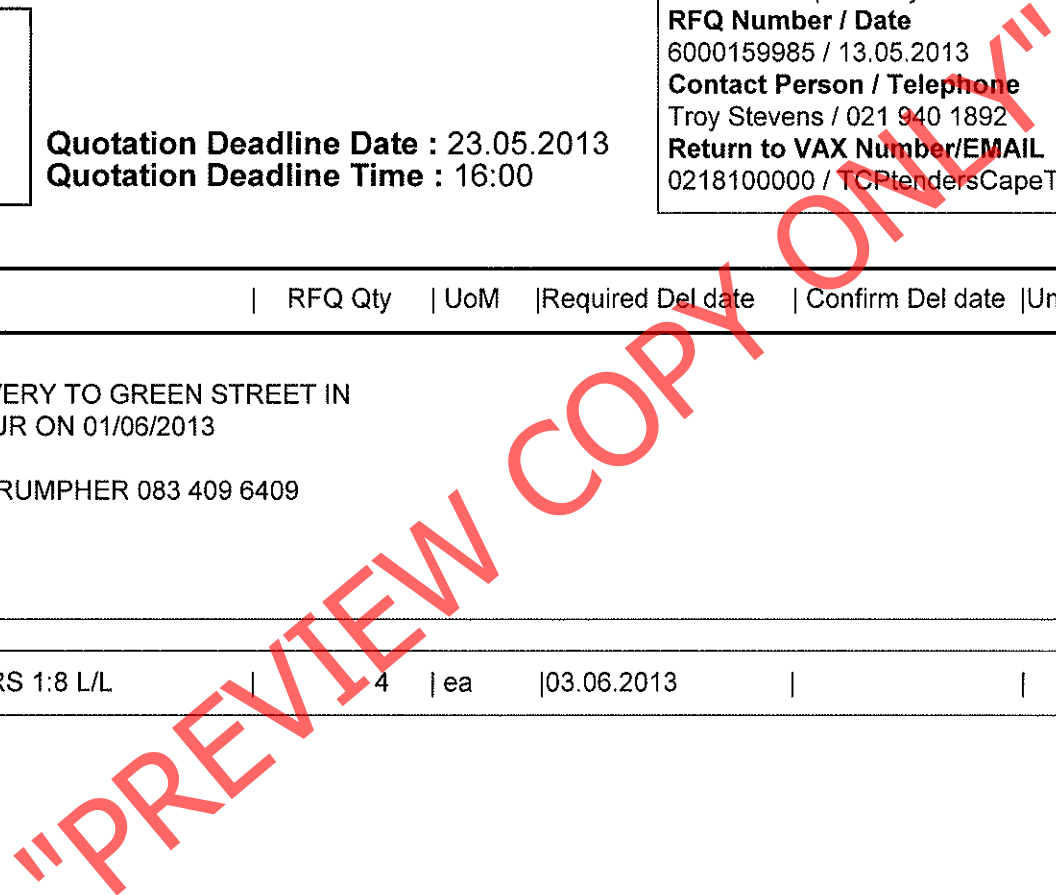 RFQ Number / Date
6000159985 / 13.05.2013
Contact Person / Telephone
Troy Stevens / 021 940 1892
Return to VAX Number/EMAIL
0218100000 / TCPtendersCapeT
Quotation Deadline Date : 23.05.2013
Quotation Deadline Time : 16:00
| RFQ Qty | UoM |Required Del date | Confirm Del date |Un
VERY TO GREEN STREET IN
UR ON 01/06/2013
RUMPHER 083 409 6409
RS 1:8 L/L | 4 | ea |03.06.2013 | |
"PREVIEW COPY ONLY"